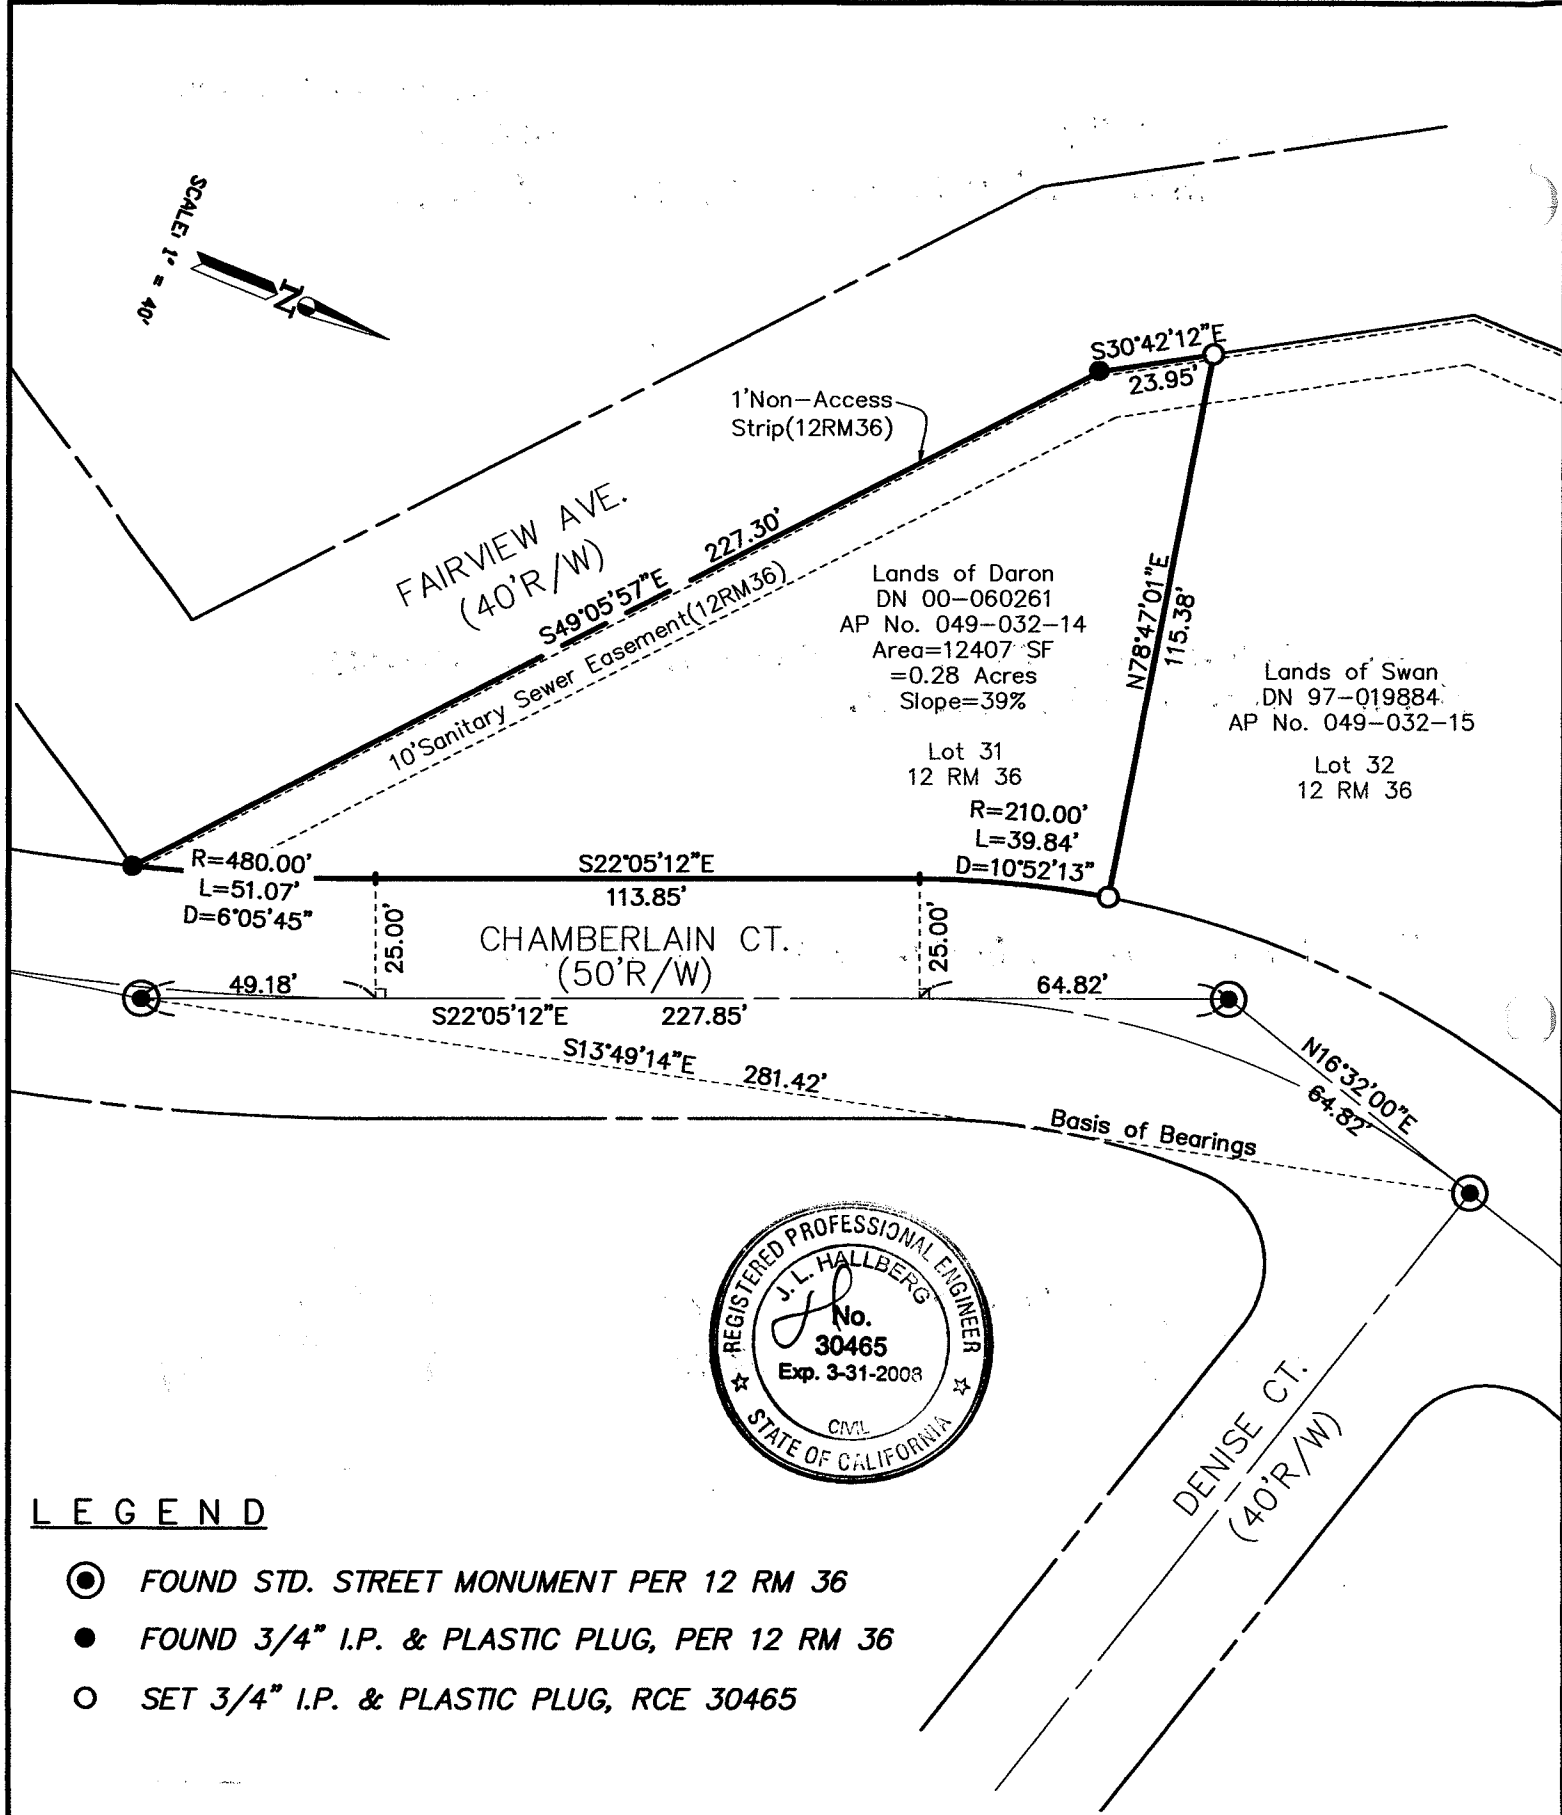 SCALE: 1" = 40'
N
S30°42'12"E
23.95'
1'Non-Access
Strip(12RM36)
FAIRVIEW AVE.
(40'R/W)
227.30'
S49°05'57"E
10'Sanitary Sewer Easement(12RM36)
Lands of Daron
DN 00-060261
AP No. 049-032-14
Area=12407 SF
=0.28 Acres
Slope=39%
Lot 31
12 RM 36
N78°47'01"E
115.38'
Lands of Swan
DN 97-019884
AP No. 049-032-15
Lot 32
12 RM 36
R=210.00'
L=39.84'
D=10°52'13"
R=480.00'
L=51.07'
D=6°05'45"
S22°05'12"E
113.85'
25.00'
25.00'
CHAMBERLAIN CT.
(50'R/W)
49.18'
64.82'
S22°05'12"E 227.85'
S13°49'14"E 281.42'
N16°32'00"E
64.82'
Basis of Bearings
REGISTERED PROFESSIONAL ENGINEER
J. L. HALLBERG
No.
30465
Exp. 3-31-2008
CIVIL
STATE OF CALIFORNIA
DENISE CT.
(40'R/W)
LEGEND
FOUND STD. STREET MONUMENT PER 12 RM 36
FOUND 3/4" I.P. & PLASTIC PLUG, PER 12 RM 36
SET 3/4" I.P. & PLASTIC PLUG, RCE 30465